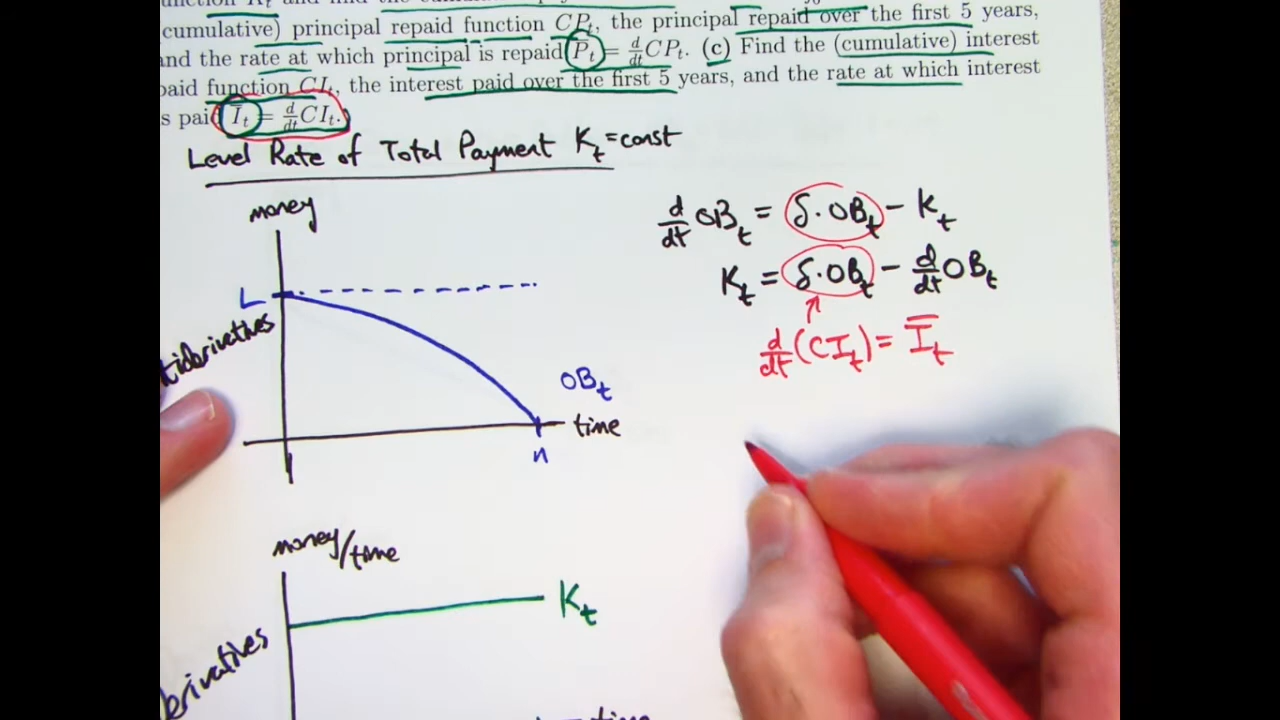 (cumulative) principal repaid function CP_t, the principal repaid over the first 5 years,
and the rate at which principal is repaid P̄_t = d/dt CP_t. (c) Find the (cumulative) interest
paid function CI_t, the interest paid over the first 5 years, and the rate at which interest
is paid Ī_t = d/dt CI_t.
Level Rate of Total Payment K_t = const
money
L
OB_t
time
n
d/dt OB_t = δ·OB_t − K_t
K_t = δ·OB_t − d/dt OB_t
d/dt (CI_t) = Ī_t
money/time
K_t